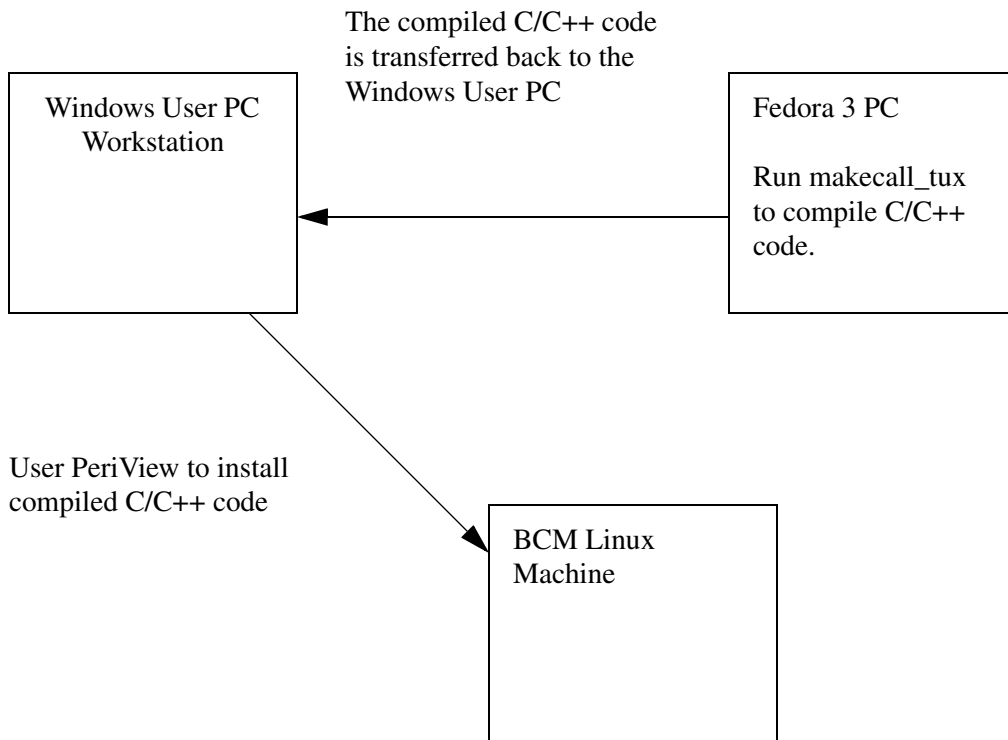 The compiled C/C++ code
is transferred back to the
Windows User PC
Windows User PC
Workstation
Fedora 3 PC
Run makecall_tux
to compile C/C++
code.
User PeriView to install
compiled C/C++ code
BCM Linux
Machine